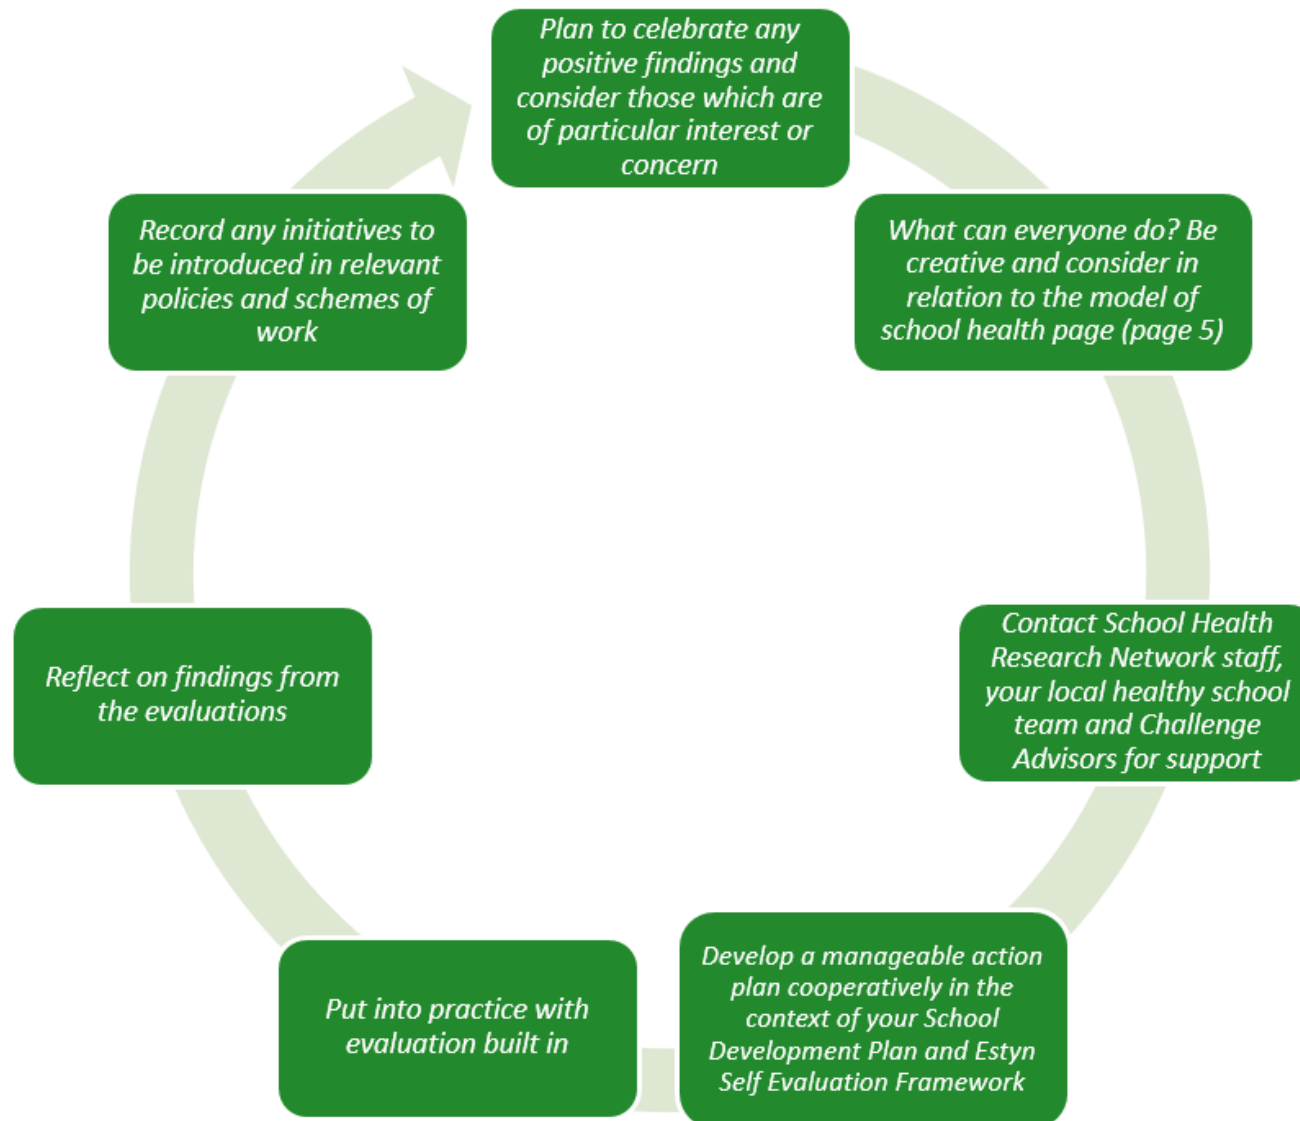 Plan to celebrate any
positive findings and
consider those which are
of particular interest or
concern
What can everyone do? Be
creative and consider in
relation to the model of
school health page (page 5)
Contact School Health
Research Network staff,
your local healthy school
team and Challenge
Advisors for support
Develop a manageable action
plan cooperatively in the
context of your School
Development Plan and Estyn
Self Evaluation Framework
Put into practice with
evaluation built in
Reflect on findings from
the evaluations
Record any initiatives to
be introduced in relevant
policies and schemes of
work